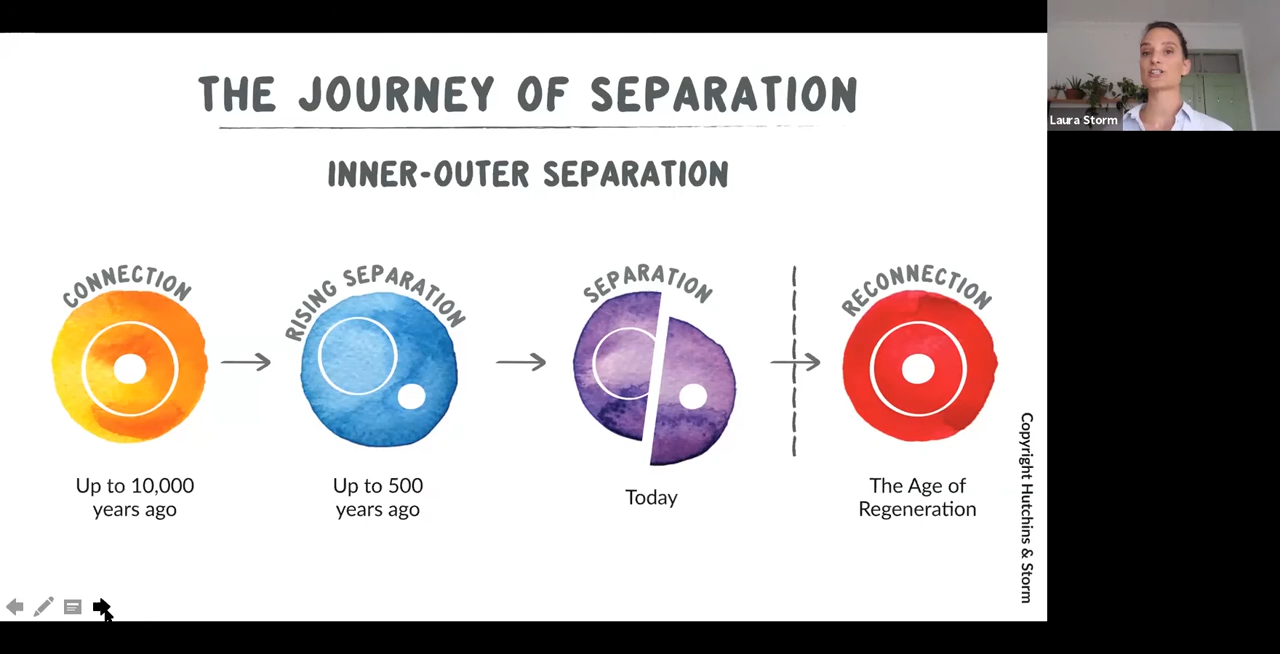 THE JOURNEY OF SEPARATION
INNER-OUTER SEPARATION
CONNECTION
RISING SEPARATION
SEPARATION
RECONNECTION
Up to 10,000
years ago
Up to 500
years ago
Today
The Age of
Regeneration
Copyright Hutchins & Storm
Laura Storm